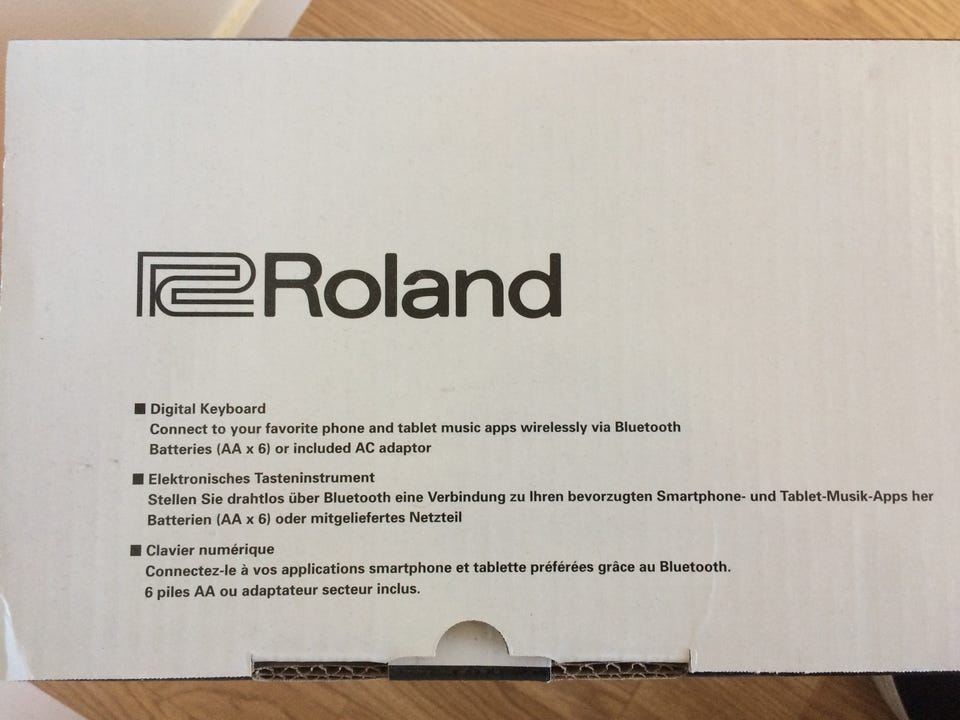 Roland
■ Digital Keyboard
Connect to your favorite phone and tablet music apps wirelessly via Bluetooth
Batteries (AA x 6) or included AC adaptor
■ Elektronisches Tasteninstrument
Stellen Sie drahtlos über Bluetooth eine Verbindung zu Ihren bevorzugten Smartphone- und Tablet-Musik-Apps her
Batterien (AA x 6) oder mitgeliefertes Netzteil
■ Clavier numérique
Connectez-le à vos applications smartphone et tablette préférées grâce au Bluetooth.
6 piles AA ou adaptateur secteur inclus.